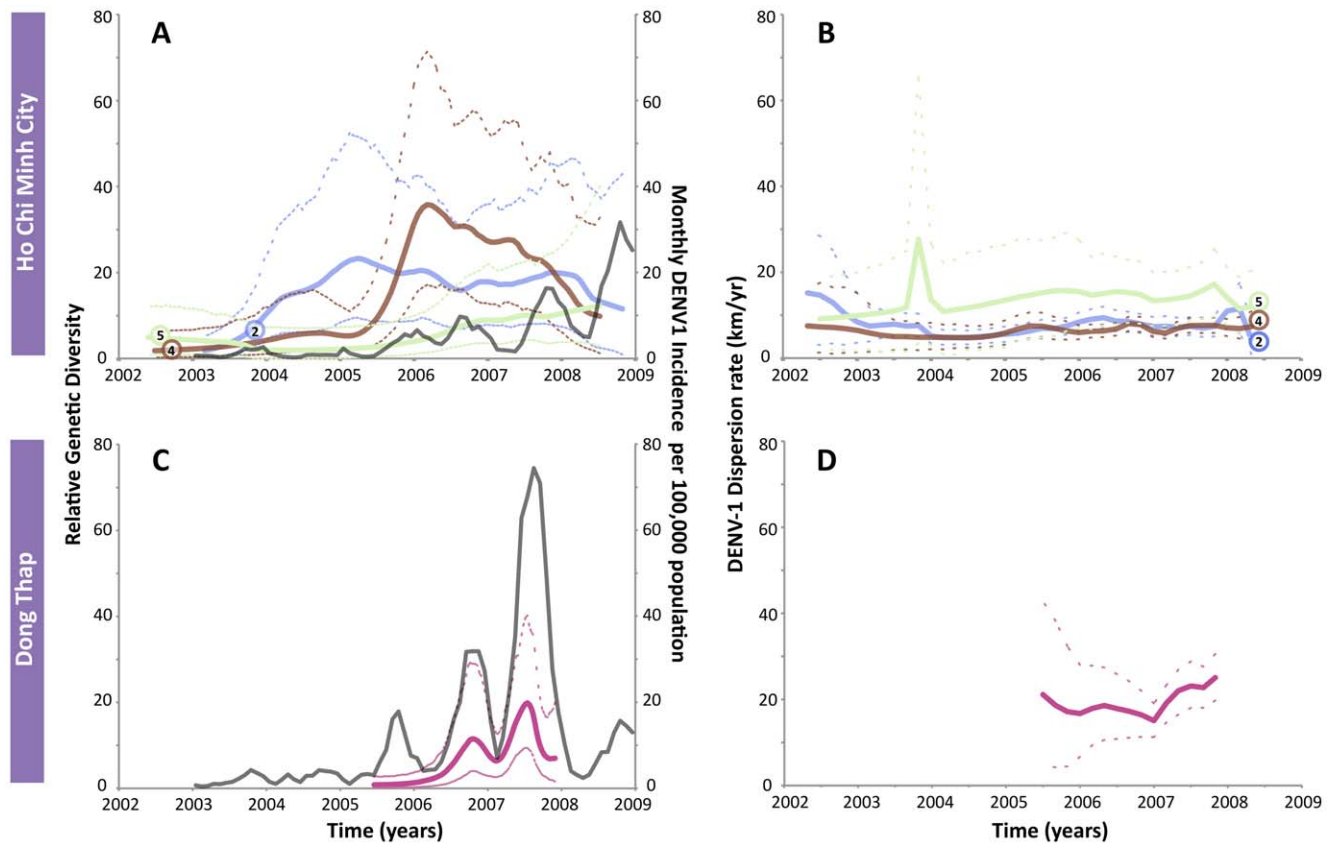 Ho Chi Minh City
Dong Thap
Relative Genetic Diversity
Monthly DENV1 Incidence per 100,000 population
DENV-1 Dispersion rate (km/yr)
A
80
60
40
20
0
80
60
40
20
0
5
4
2
2002 2003 2004 2005 2006 2007 2008 2009
B
80
60
40
20
0
5
4
2
2002 2003 2004 2005 2006 2007 2008 2009
C
80
60
40
20
0
80
60
40
20
0
2002 2003 2004 2005 2006 2007 2008 2009
Time (years)
D
80
60
40
20
0
2002 2003 2004 2005 2006 2007 2008 2009
Time (years)